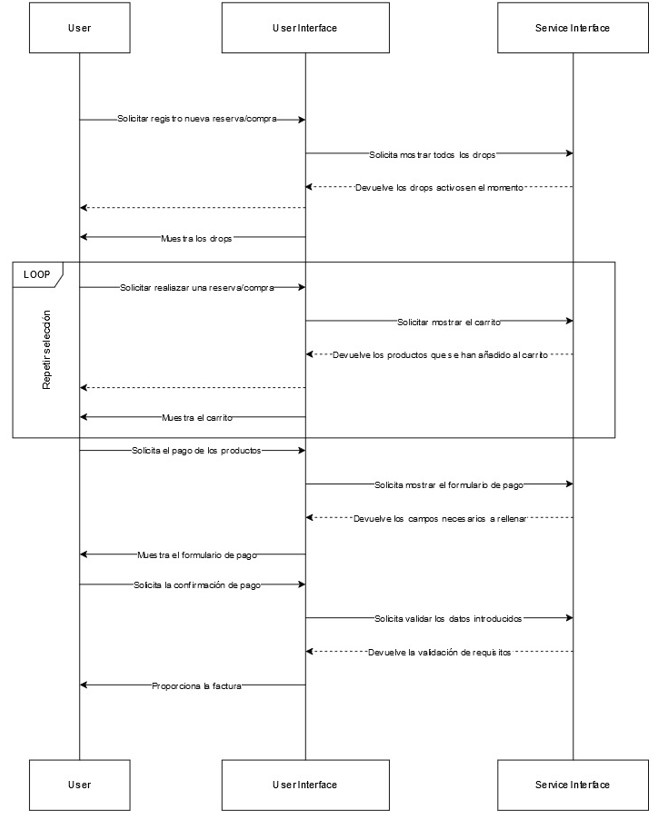 User
User Interface
Service Interface
Solicitar registro nueva reserva/compra
Solicita mostrar todos los drops
Devuelve los drops activos en el momento
Muestra los drops
LOOP
Repetir selección
Solicitar realiazar una reserva/compra
Solicitar mostrar el carrito
Devuelve los productos que se han añadido al carrito
Muestra el carrito
Solicita el pago de los productos
Solicita mostrar el formulario de pago
Devuelve los campos necesarios a rellenar
Muestra el formulario de pago
Solicita la confirmación de pago
Solicita validar los datos introducidos
Devuelve la validación de requisitos
Proporciona la factura
User
User Interface
Service Interface